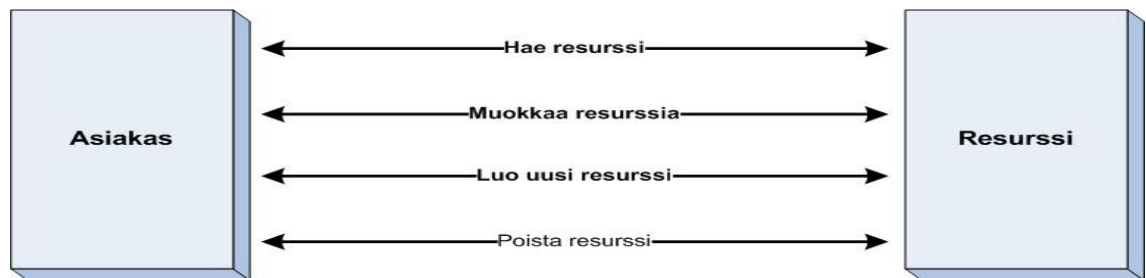 Hae resurssi
Muokkaa resurssia
Asiakas
Resurssi
Luo uusi resurssi
Poista resurssi